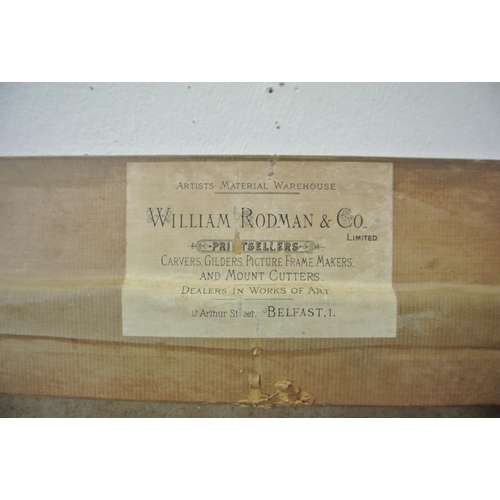 ARTISTS MATERIAL WAREHOUSE
WILLIAM RODMAN & CO.
LIMITED.
PRINTSELLERS
CARVERS, GILDERS, PICTURE FRAME MAKERS,
AND MOUNT CUTTERS
DEALERS IN WORKS OF ART
17 Arthur Street, BELFAST, 1.